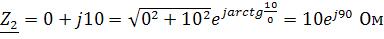 Z₂ = 0 + j10 = √(0² + 10²)e^(jarctg(10/0)) = 10e^(j90) Ом